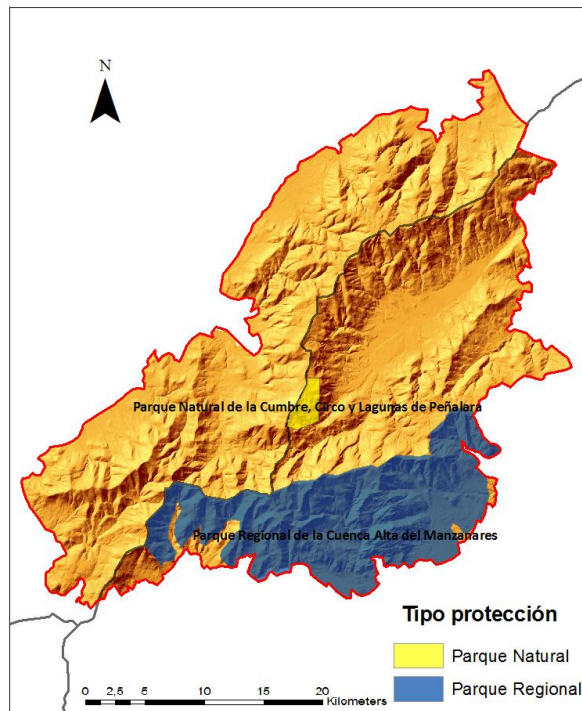 N
Parque Natural de la Cumbre, Circo y Lagunas de Peñalara
Parque Regional de la Cuenca Alta del Manzanares
Tipo protección
Parque Natural
Parque Regional
0 2,5 5 10 15 20
Kilometers